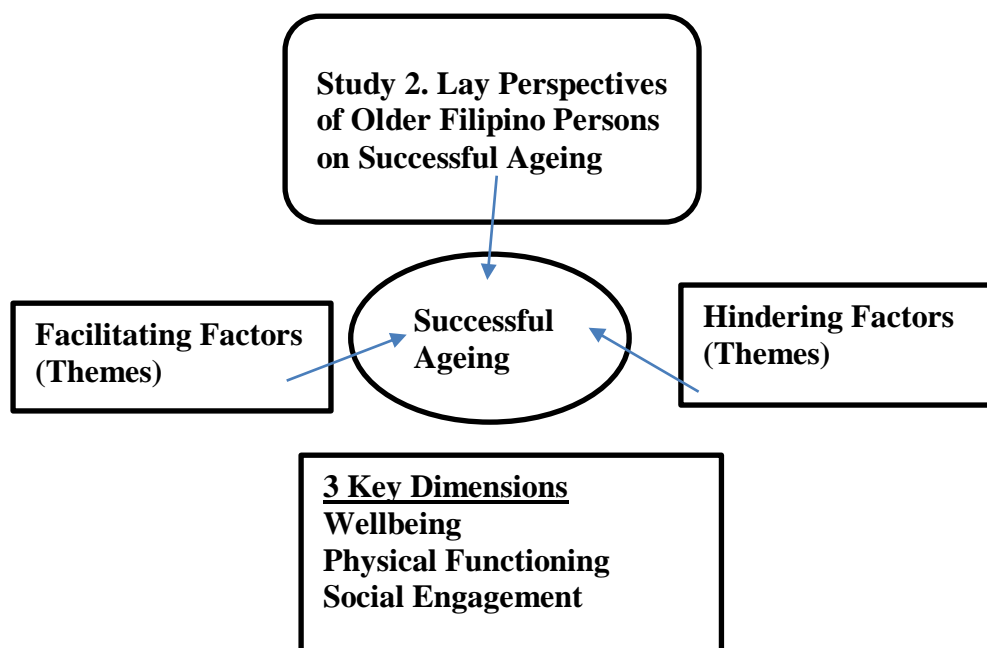 Study 2. Lay Perspectives
of Older Filipino Persons
on Successful Ageing
Facilitating Factors
(Themes)
Successful
Ageing
Hindering Factors
(Themes)
3 Key Dimensions
Wellbeing
Physical Functioning
Social Engagement